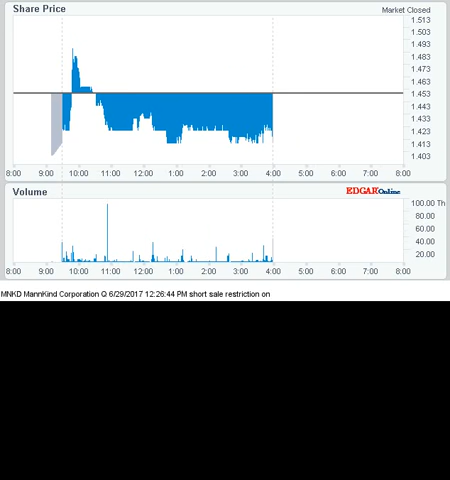 Share Price Market Closed
1.513
1.503
1.493
1.483
1.473
1.463
1.453
1.443
1.433
1.423
1.413
1.403
8:00 9:00 10:00 11:00 12:00 1:00 2:00 3:00 4:00 5:00 6:00 7:00 8:00
Volume EDGAR Online
100.00 Th
80.00
60.00
40.00
20.00
8:00 9:00 10:00 11:00 12:00 1:00 2:00 3:00 4:00 5:00 6:00 7:00 8:00
MNKD MannKind Corporation Q 6/29/2017 12:26:44 PM short sale restriction on